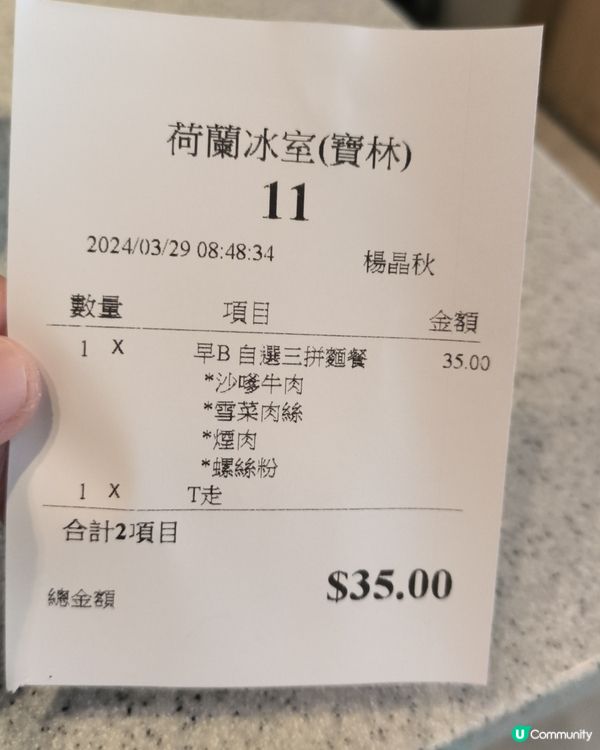 荷蘭冰室(寶林)
11
2024/03/29 08:48:34 楊晶秋
數量 項目 金額
1 X 早B 自選三拼麵餐 35.00
*沙嗲牛肉
*雪菜肉絲
*煙肉
*螺絲粉
1 X T走
合計2項目
總金額 $35.00
U Community